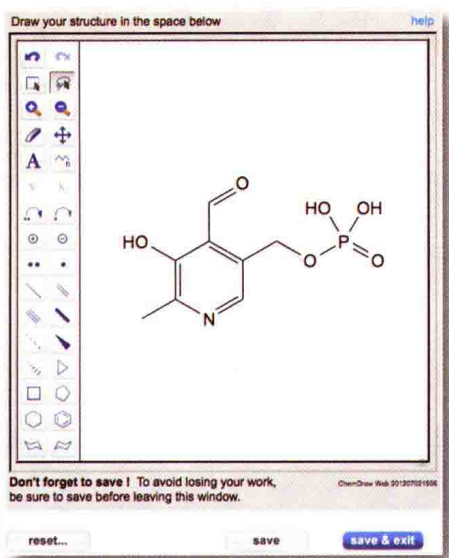 Draw your structure in the space below
help
A
n
O
HO OH
HO
P
O
O
N
Don't forget to save ! To avoid losing your work,
be sure to save before leaving this window.
reset...
save
save & exit